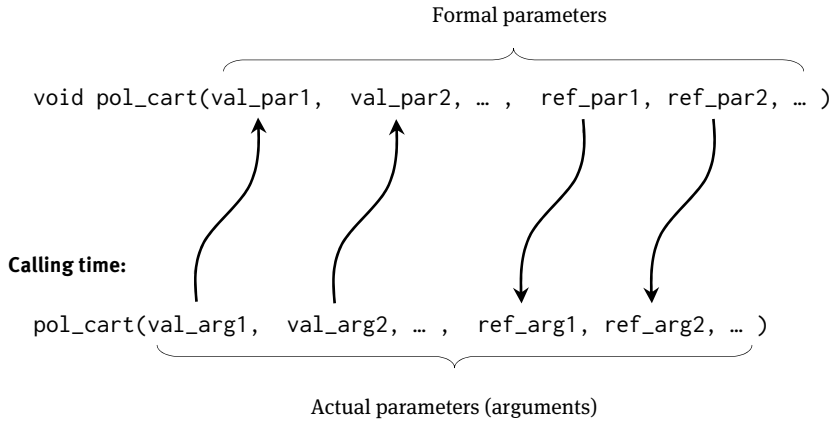 Formal parameters
void pol_cart(val_par1, val_par2, … , ref_par1, ref_par2, … )
Calling time:
pol_cart(val_arg1, val_arg2, … , ref_arg1, ref_arg2, … )
Actual parameters (arguments)